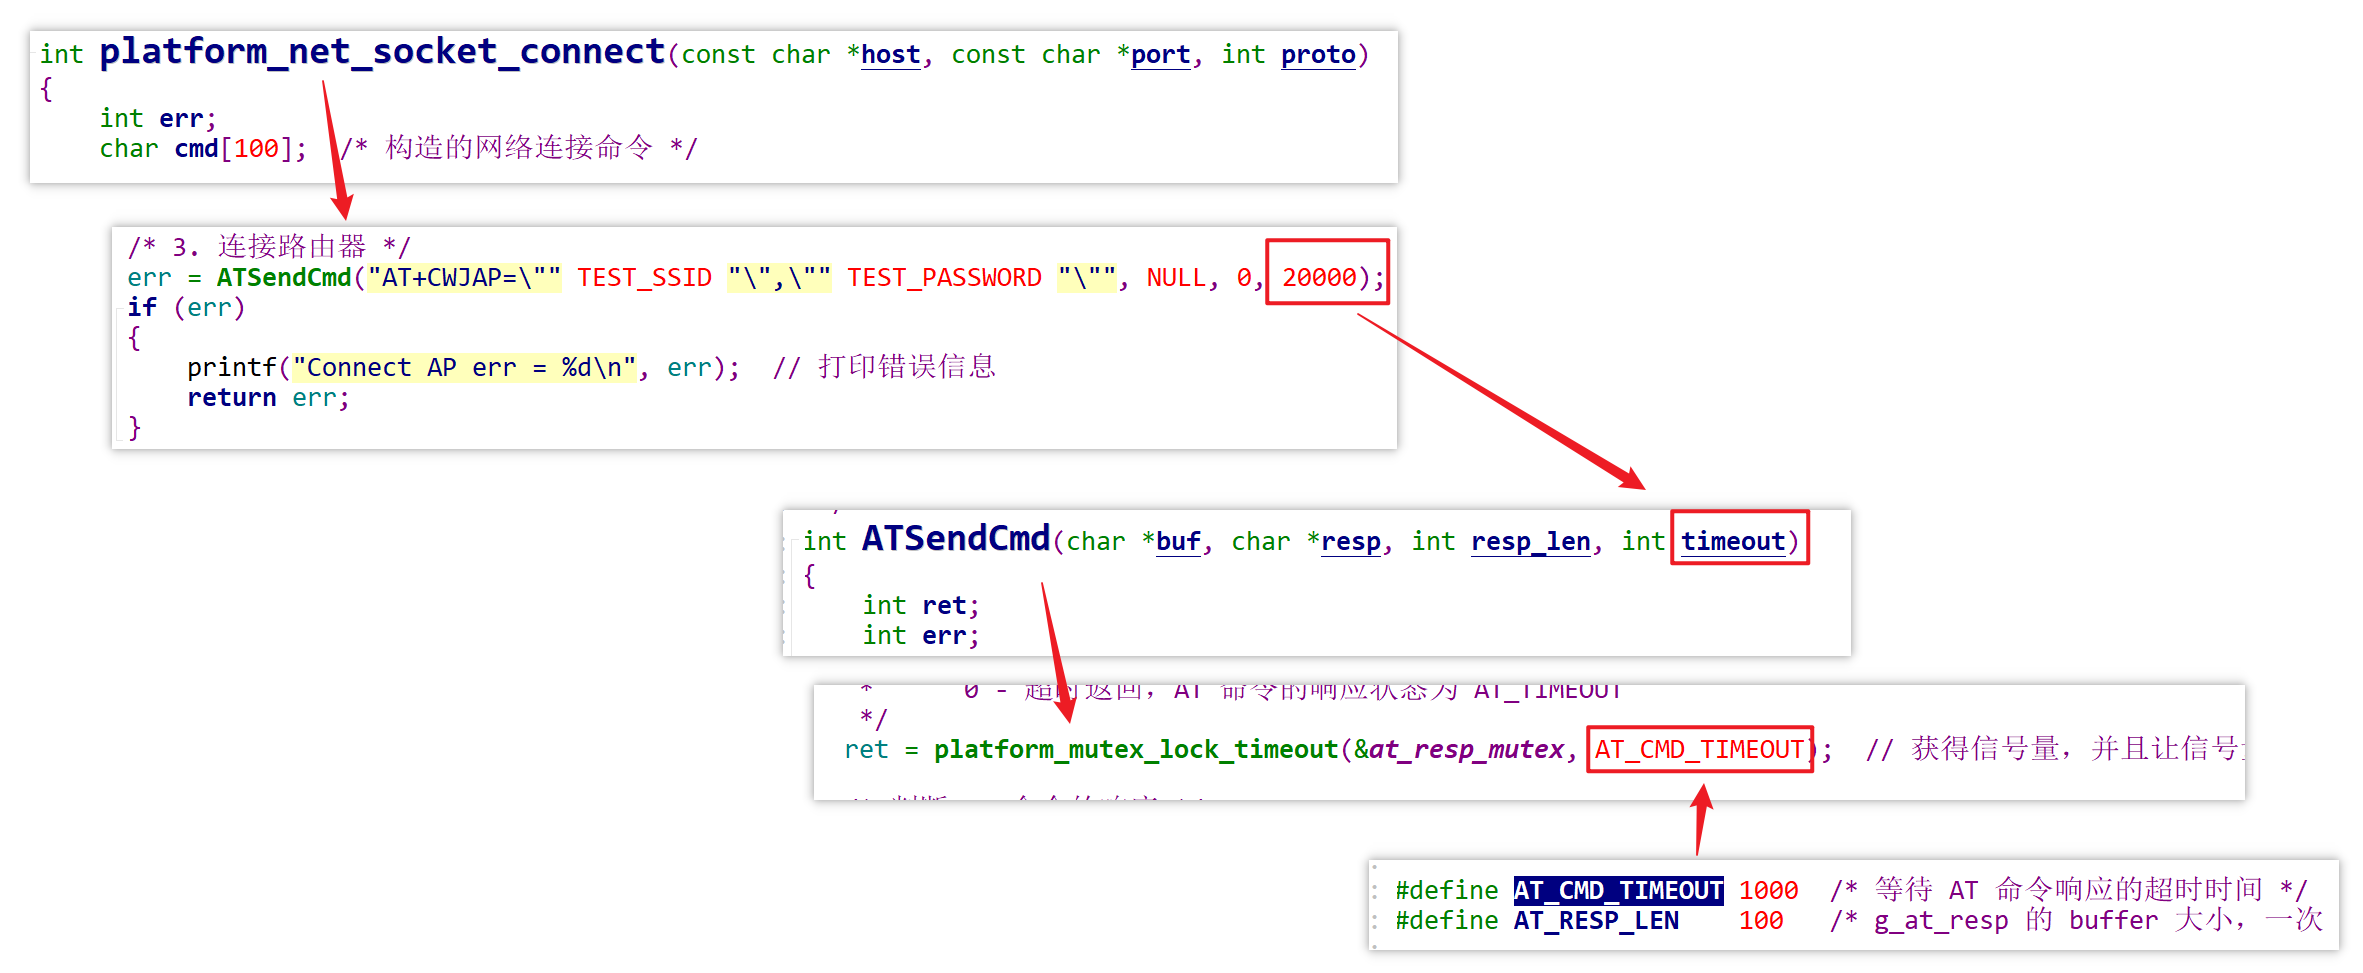 int platform_net_socket_connect(const char *host, const char *port, int proto)
{
    int err;
    char cmd[100];  /* 构造的网络连接命令 */
/* 3. 连接路由器 */
err = ATSendCmd("AT+CWJAP=\"" TEST_SSID "\",\"" TEST_PASSWORD "\"", NULL, 0, 20000);
if (err)
{
    printf("Connect AP err = %d\n", err);  // 打印错误信息
    return err;
}
int ATSendCmd(char *buf, char *resp, int resp_len, int timeout)
{
    int ret;
    int err;
*      0 - 超时返回，AT 命令的响应状态为 AT_TIMEOUT
*/
ret = platform_mutex_lock_timeout(&at_resp_mutex, AT_CMD_TIMEOUT);  // 获得信号量，并且让信号
#define AT_CMD_TIMEOUT 1000  /* 等待 AT 命令响应的超时时间 */
#define AT_RESP_LEN    100   /* g_at_resp 的 buffer 大小，一次